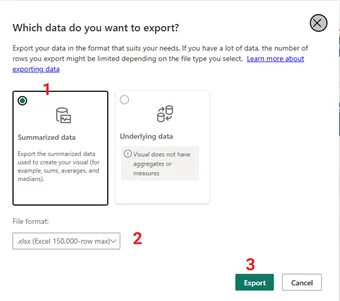 Which data do you want to export?
Export your data in the format that suits your needs. If you have a lot of data, the number of
rows you export might be limited depending on the file type you select. Learn more about
exporting data
1
Summarized data
Export the summarized data
used to create your visual (for
example, sums, averages, and
medians).
Underlying data
Visual does not have
aggregates or
measures
File format:
.xlsx (Excel 150.000-row max)
2
3
Export
Cancel